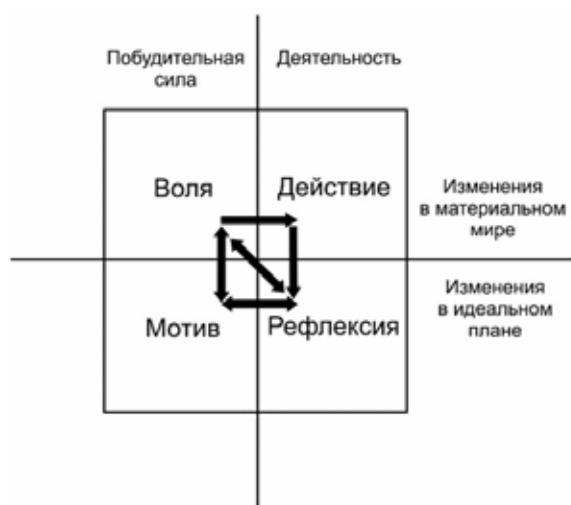 Побудительная
сила
Деятельность
Воля
Действие
Изменения
в материальном
мире
Мотив
Рефлексия
Изменения
в идеальном
плане